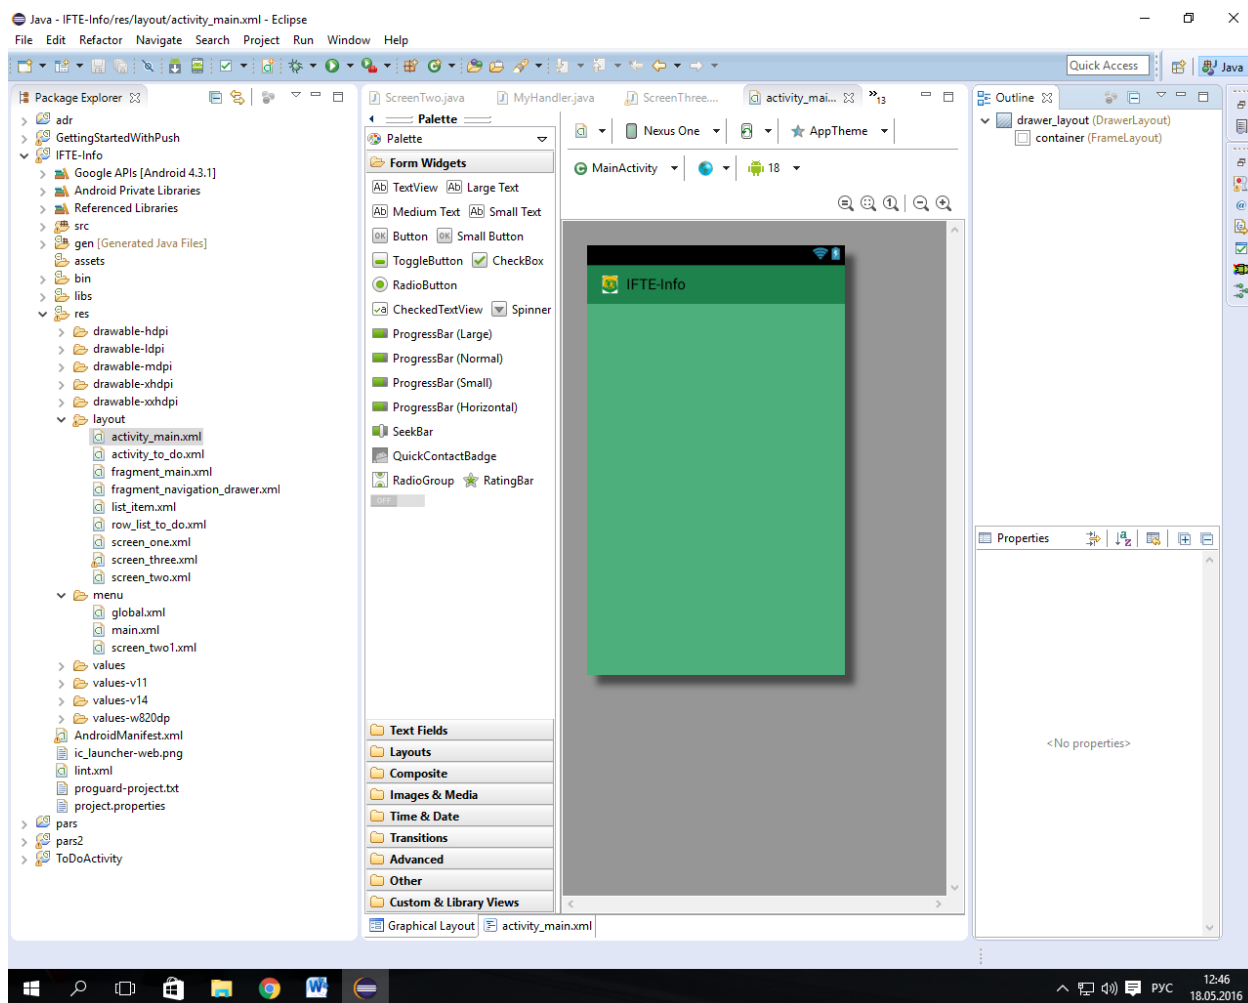 Java - IFTE-Info/res/layout/activity_main.xml - Eclipse
File Edit Refactor Navigate Search Project Run Window Help
Quick Access
Java
Package Explorer
adr
GettingStartedWithPush
IFTE-Info
Google APIs [Android 4.3.1]
Android Private Libraries
Referenced Libraries
src
gen [Generated Java Files]
assets
bin
libs
res
drawable-hdpi
drawable-ldpi
drawable-mdpi
drawable-xhdpi
drawable-xxhdpi
layout
activity_main.xml
activity_to_do.xml
fragment_main.xml
fragment_navigation_drawer.xml
list_item.xml
row_list_to_do.xml
screen_one.xml
screen_three.xml
screen_two.xml
menu
global.xml
main.xml
screen_two1.xml
values
values-v11
values-v14
values-w820dp
AndroidManifest.xml
ic_launcher-web.png
lint.xml
proguard-project.txt
project.properties
pars
pars2
ToDoActivity
ScreenTwo.java MyHandler.java ScreenThree.... activity_mai... »13
Palette
Palette
Form Widgets
Ab TextView Ab Large Text
Ab Medium Text Ab Small Text
OK Button OK Small Button
ToggleButton CheckBox
RadioButton
CheckedTextView Spinner
ProgressBar (Large)
ProgressBar (Normal)
ProgressBar (Small)
ProgressBar (Horizontal)
SeekBar
QuickContactBadge
RadioGroup RatingBar
OFF
Text Fields
Layouts
Composite
Images & Media
Time & Date
Transitions
Advanced
Other
Custom & Library Views
Graphical Layout activity_main.xml
Nexus One AppTheme
MainActivity 18
IFTE-Info
Outline
drawer_layout (DrawerLayout)
container (FrameLayout)
Properties
<No properties>
РУС
12:46
18.05.2016